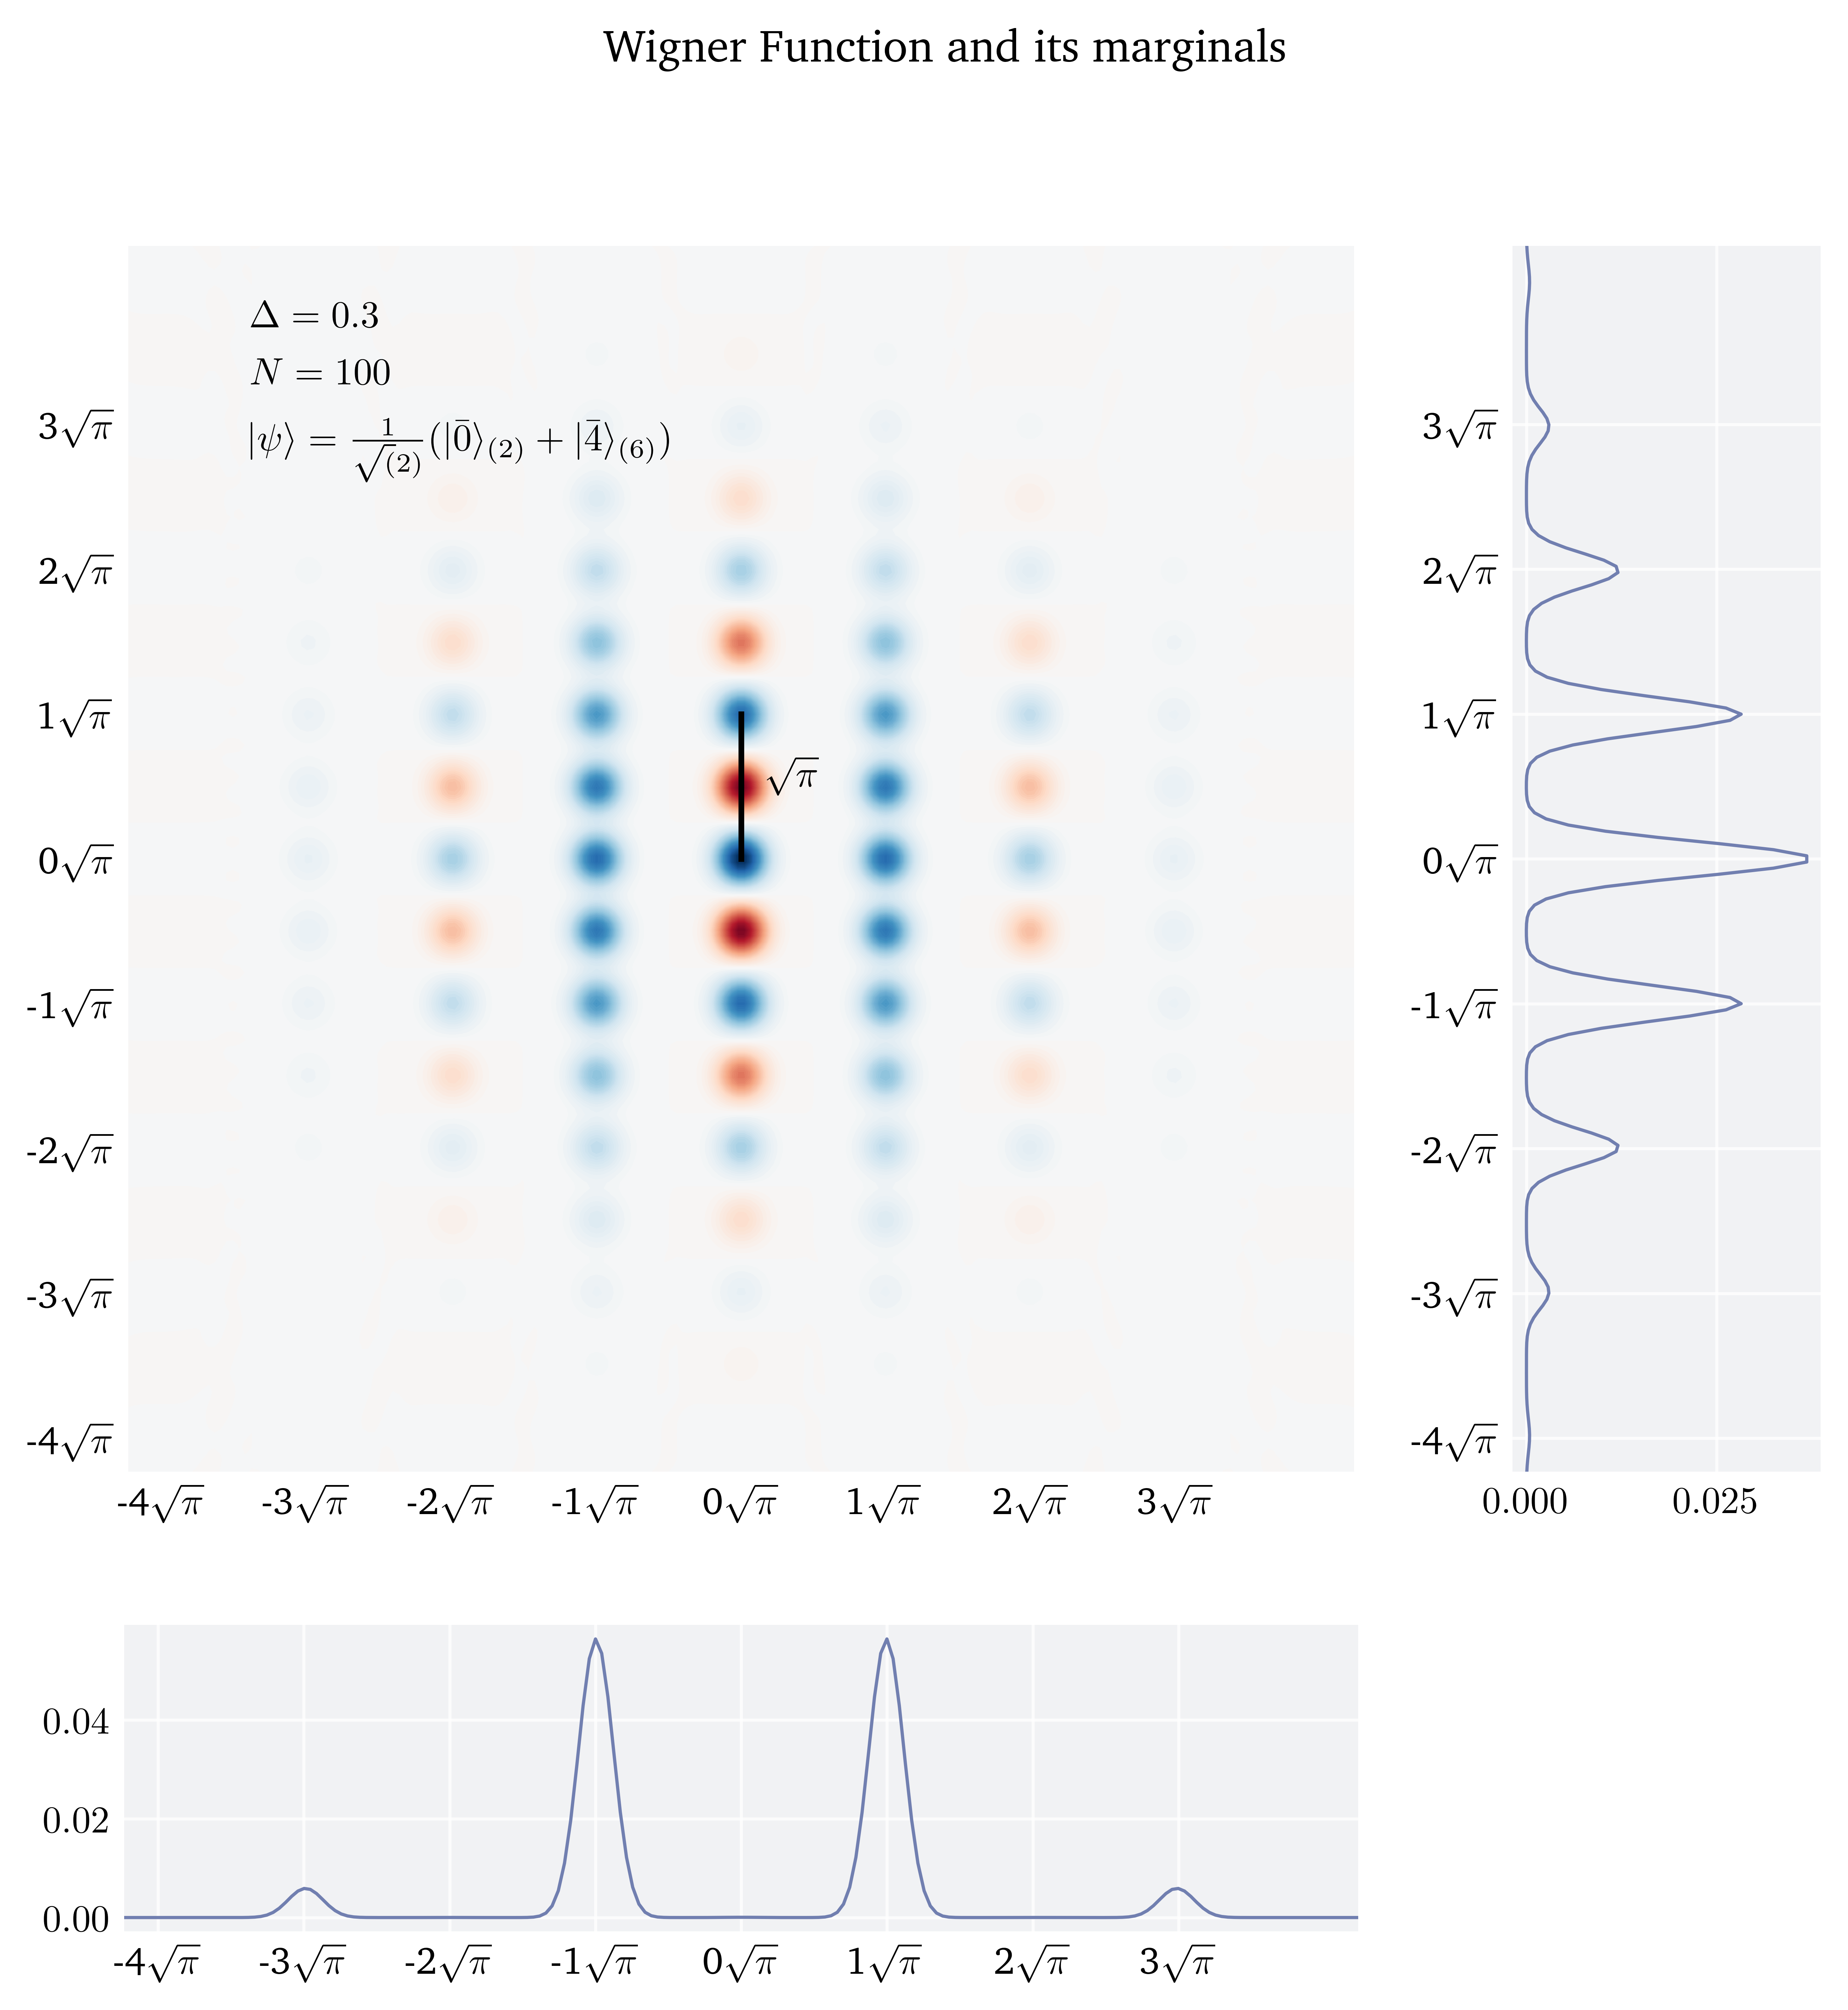 Wigner Function and its marginals
Δ = 0.3
N = 100
|ψ⟩ = 1/√(2) (|0̄⟩₍₂₎ + |4̄⟩₍₆₎)
3√π
2√π
1√π
√π
0√π
-1√π
-2√π
-3√π
-4√π
-4√π -3√π -2√π -1√π 0√π 1√π 2√π 3√π
3√π
2√π
1√π
0√π
-1√π
-2√π
-3√π
-4√π
0.000 0.025
0.04
0.02
0.00
-4√π -3√π -2√π -1√π 0√π 1√π 2√π 3√π